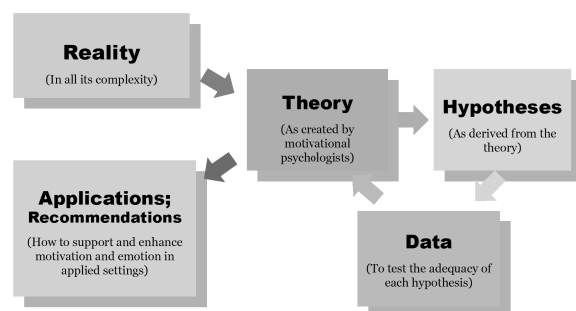 Reality
(In all its complexity)
Theory
(As created by
motivational
psychologists)
Hypotheses
(As derived from the
theory)
Applications;
Recommendations
(How to support and enhance
motivation and emotion in
applied settings)
Data
(To test the adequacy of
each hypothesis)